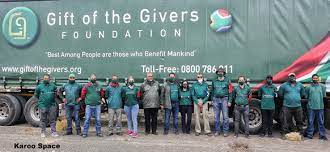 Gift of the Givers
FOUNDATION
"Best Among People are those who Benefit Mankind"
www.giftofthegivers.org
Toll-Free: 0800 786 911
Karoo Space